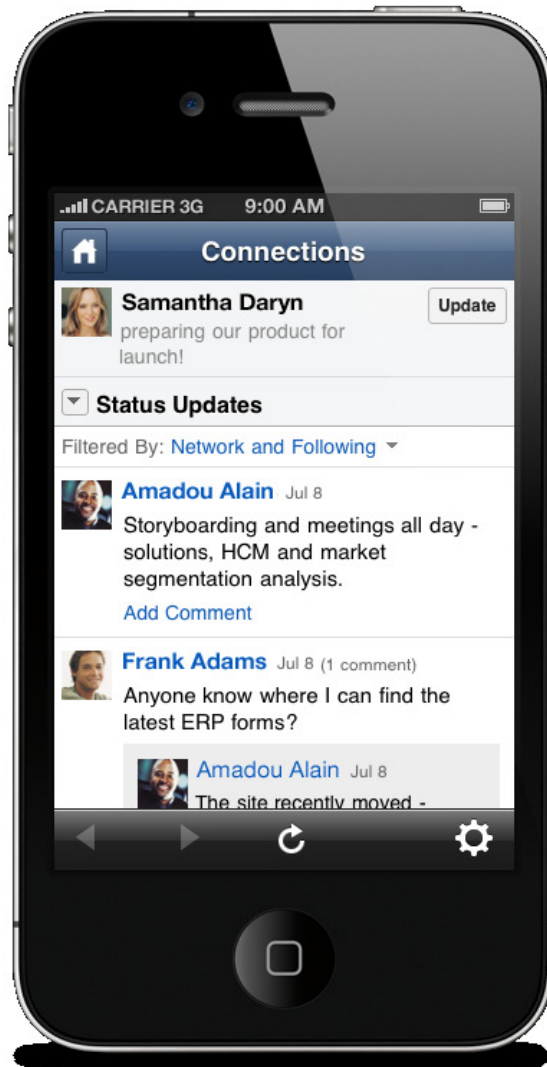 CARRIER 3G 9:00 AM
Connections
Samantha Daryn
Update
preparing our product for
launch!
Status Updates
Filtered By: Network and Following
Amadou Alain Jul 8
Storyboarding and meetings all day -
solutions, HCM and market
segmentation analysis.
Add Comment
Frank Adams Jul 8 (1 comment)
Anyone know where I can find the
latest ERP forms?
Amadou Alain Jul 8
The site recently moved -